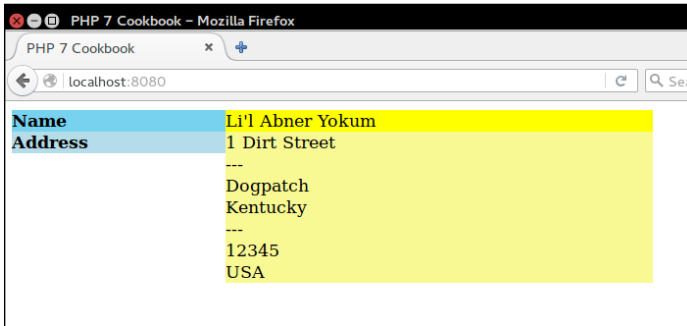 PHP 7 Cookbook – Mozilla Firefox
PHP 7 Cookbook × +
localhost:8080
Name Li'l Abner Yokum
Address 1 Dirt Street
---
Dogpatch
Kentucky
---
12345
USA